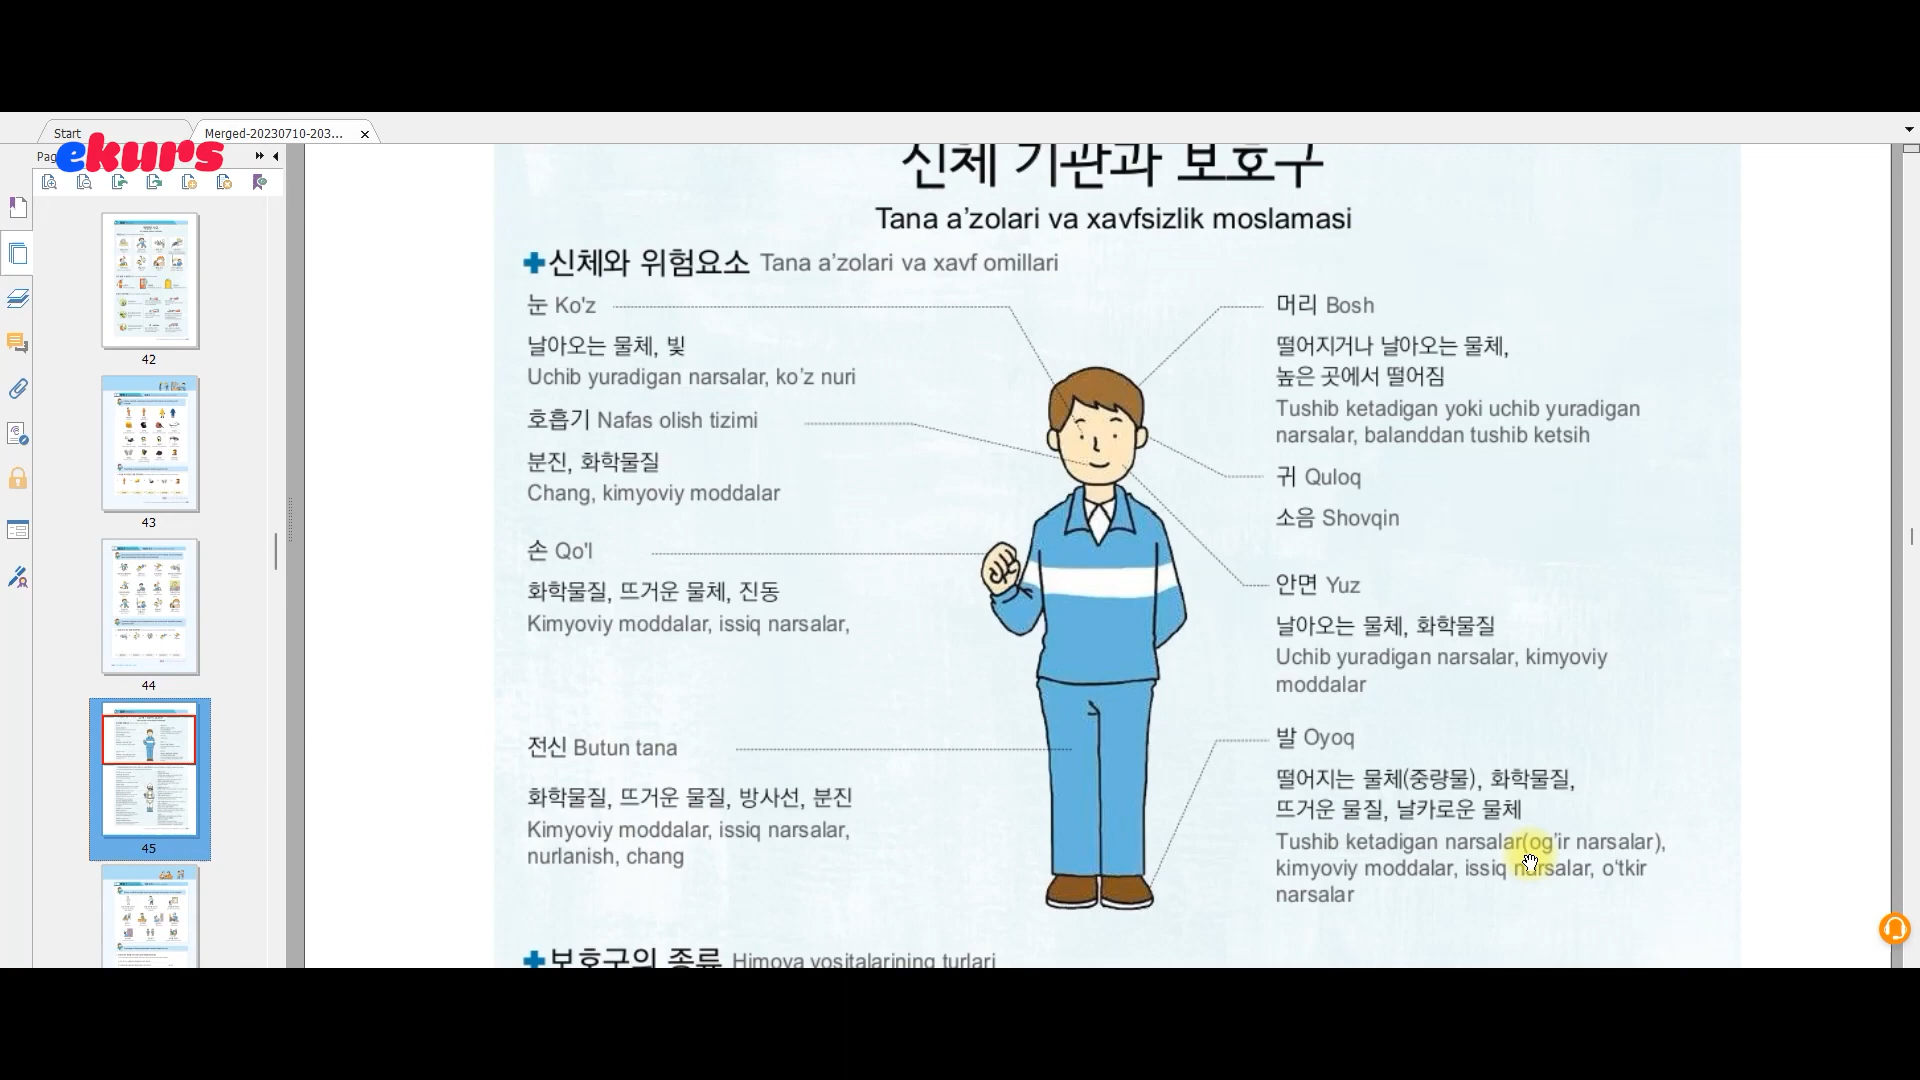 Start
Merged-20230710-203...
ekurs
42
43
44
45
신체 기관과 보호구
Tana a'zolari va xavfsizlik moslamasi
신체와 위험요소 Tana a'zolari va xavf omillari
눈 Ko'z
날아오는 물체, 빛
Uchib yuradigan narsalar, ko'z nuri
호흡기 Nafas olish tizimi
분진, 화학물질
Chang, kimyoviy moddalar
손 Qo'l
화학물질, 뜨거운 물체, 진동
Kimyoviy moddalar, issiq narsalar,
전신 Butun tana
화학물질, 뜨거운 물질, 방사선, 분진
Kimyoviy moddalar, issiq narsalar,
nurlanish, chang
머리 Bosh
떨어지거나 날아오는 물체,
높은 곳에서 떨어짐
Tushib ketadigan yoki uchib yuradigan
narsalar, balanddan tushib ketsih
귀 Quloq
소음 Shovqin
안면 Yuz
날아오는 물체, 화학물질
Uchib yuradigan narsalar, kimyoviy
moddalar
발 Oyoq
떨어지는 물체(중량물), 화학물질,
뜨거운 물질, 날카로운 물체
Tushib ketadigan narsalar(og'ir narsalar),
kimyoviy moddalar, issiq narsalar, o'tkir
narsalar
보호구의 종류 Himoya vositalarining turlari